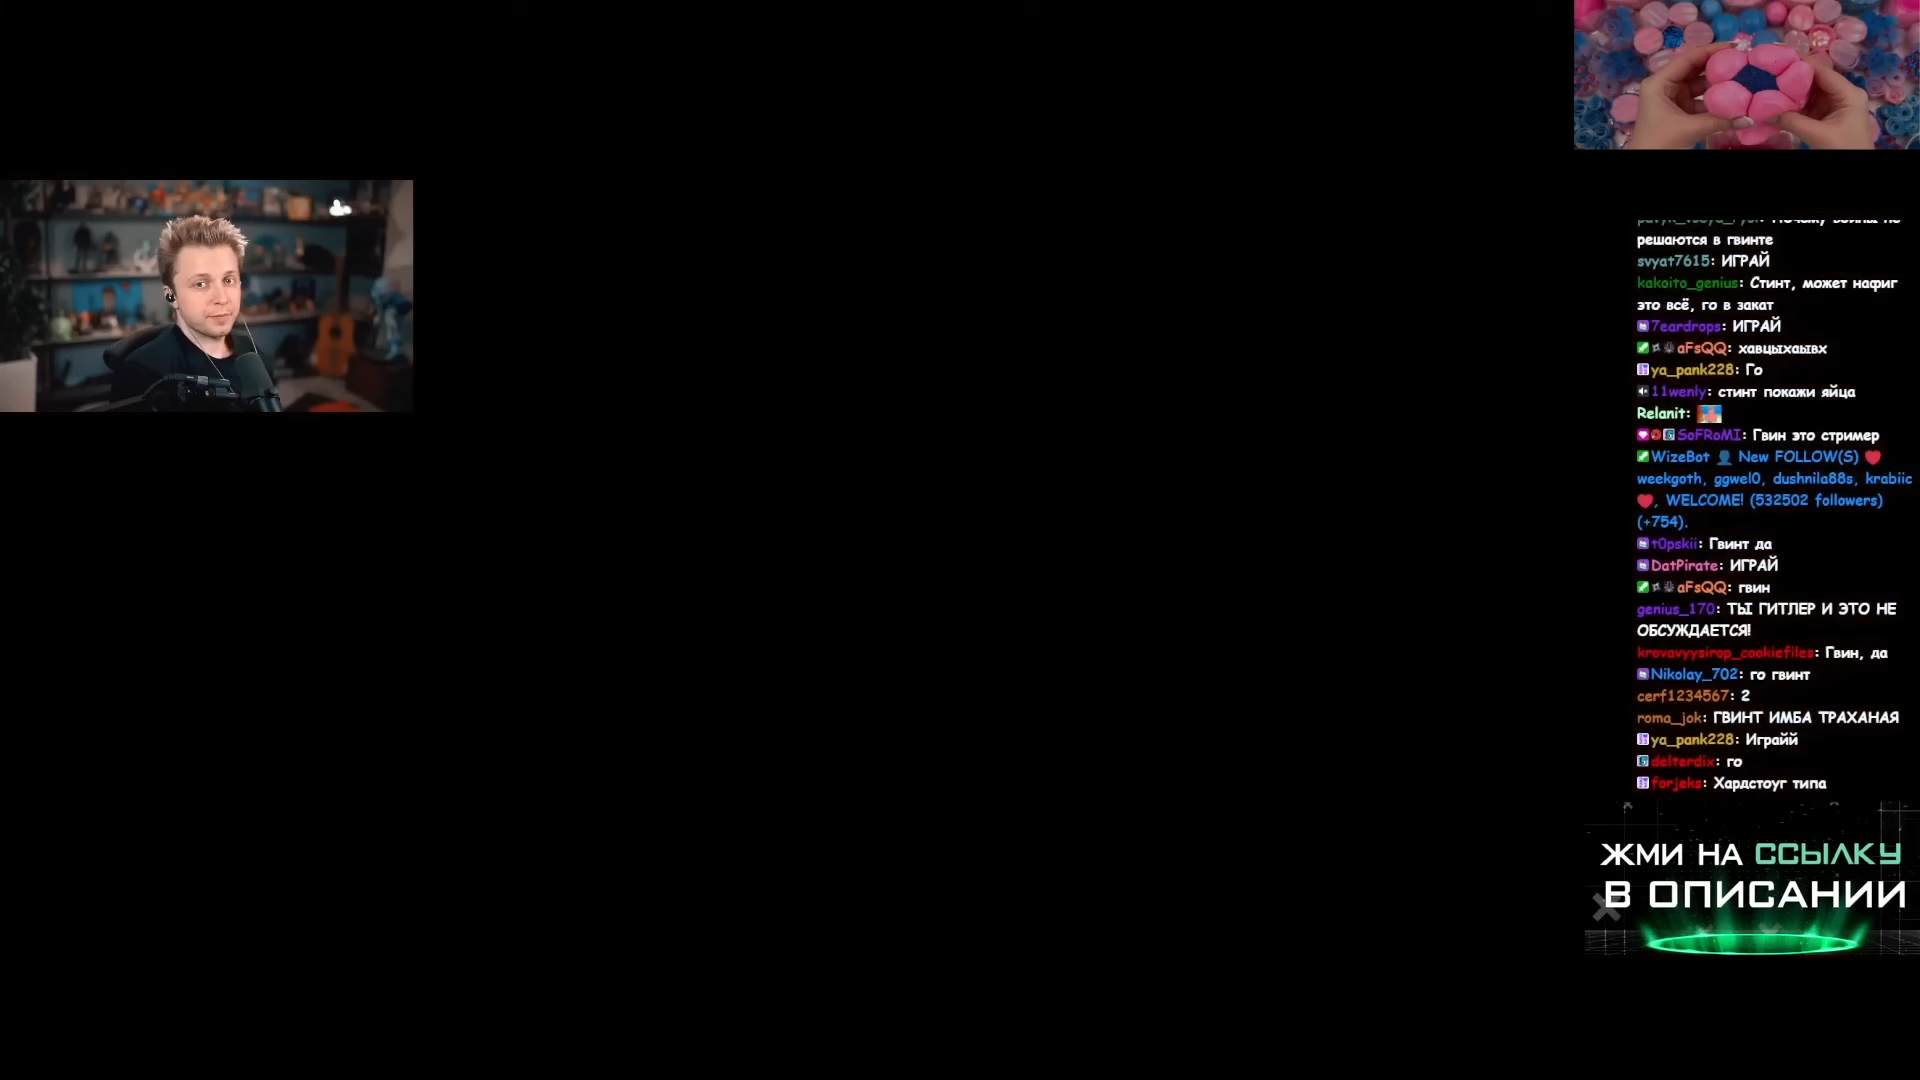 решаются в гвинте
svyat7615: ИГРАЙ
kakoito_genius: Стинт, может нафиг
это всё, го в закат
7eardrops: ИГРАЙ
aFsQQ: хавцыхаывх
ya_pank228: Го
11wenly: стинт покажи яйца
Relanit:
SoFRoMI: Гвин это стример
WizeBot 👤 New FOLLOW(S) ❤
weekgoth, ggwel0, dushnila88s, krabiic
❤, WELCOME! (532502 followers)
(+754).
t0pskii: Гвинт да
DatPirate: ИГРАЙ
aFsQQ: гвин
genius_170: ТЫ ГИТЛЕР И ЭТО НЕ
ОБСУЖДАЕТСЯ!
krovavyysirop_cookiefiles: Гвин, да
Nikolay_702: го гвинт
cerf1234567: 2
roma_jok: ГВИНТ ИМБА ТРАХАНАЯ
ya_pank228: Играйй
delterdix: го
forjeks: Хардстоуг типа
ЖМИ НА ССЫЛКУ
В ОПИСАНИИ